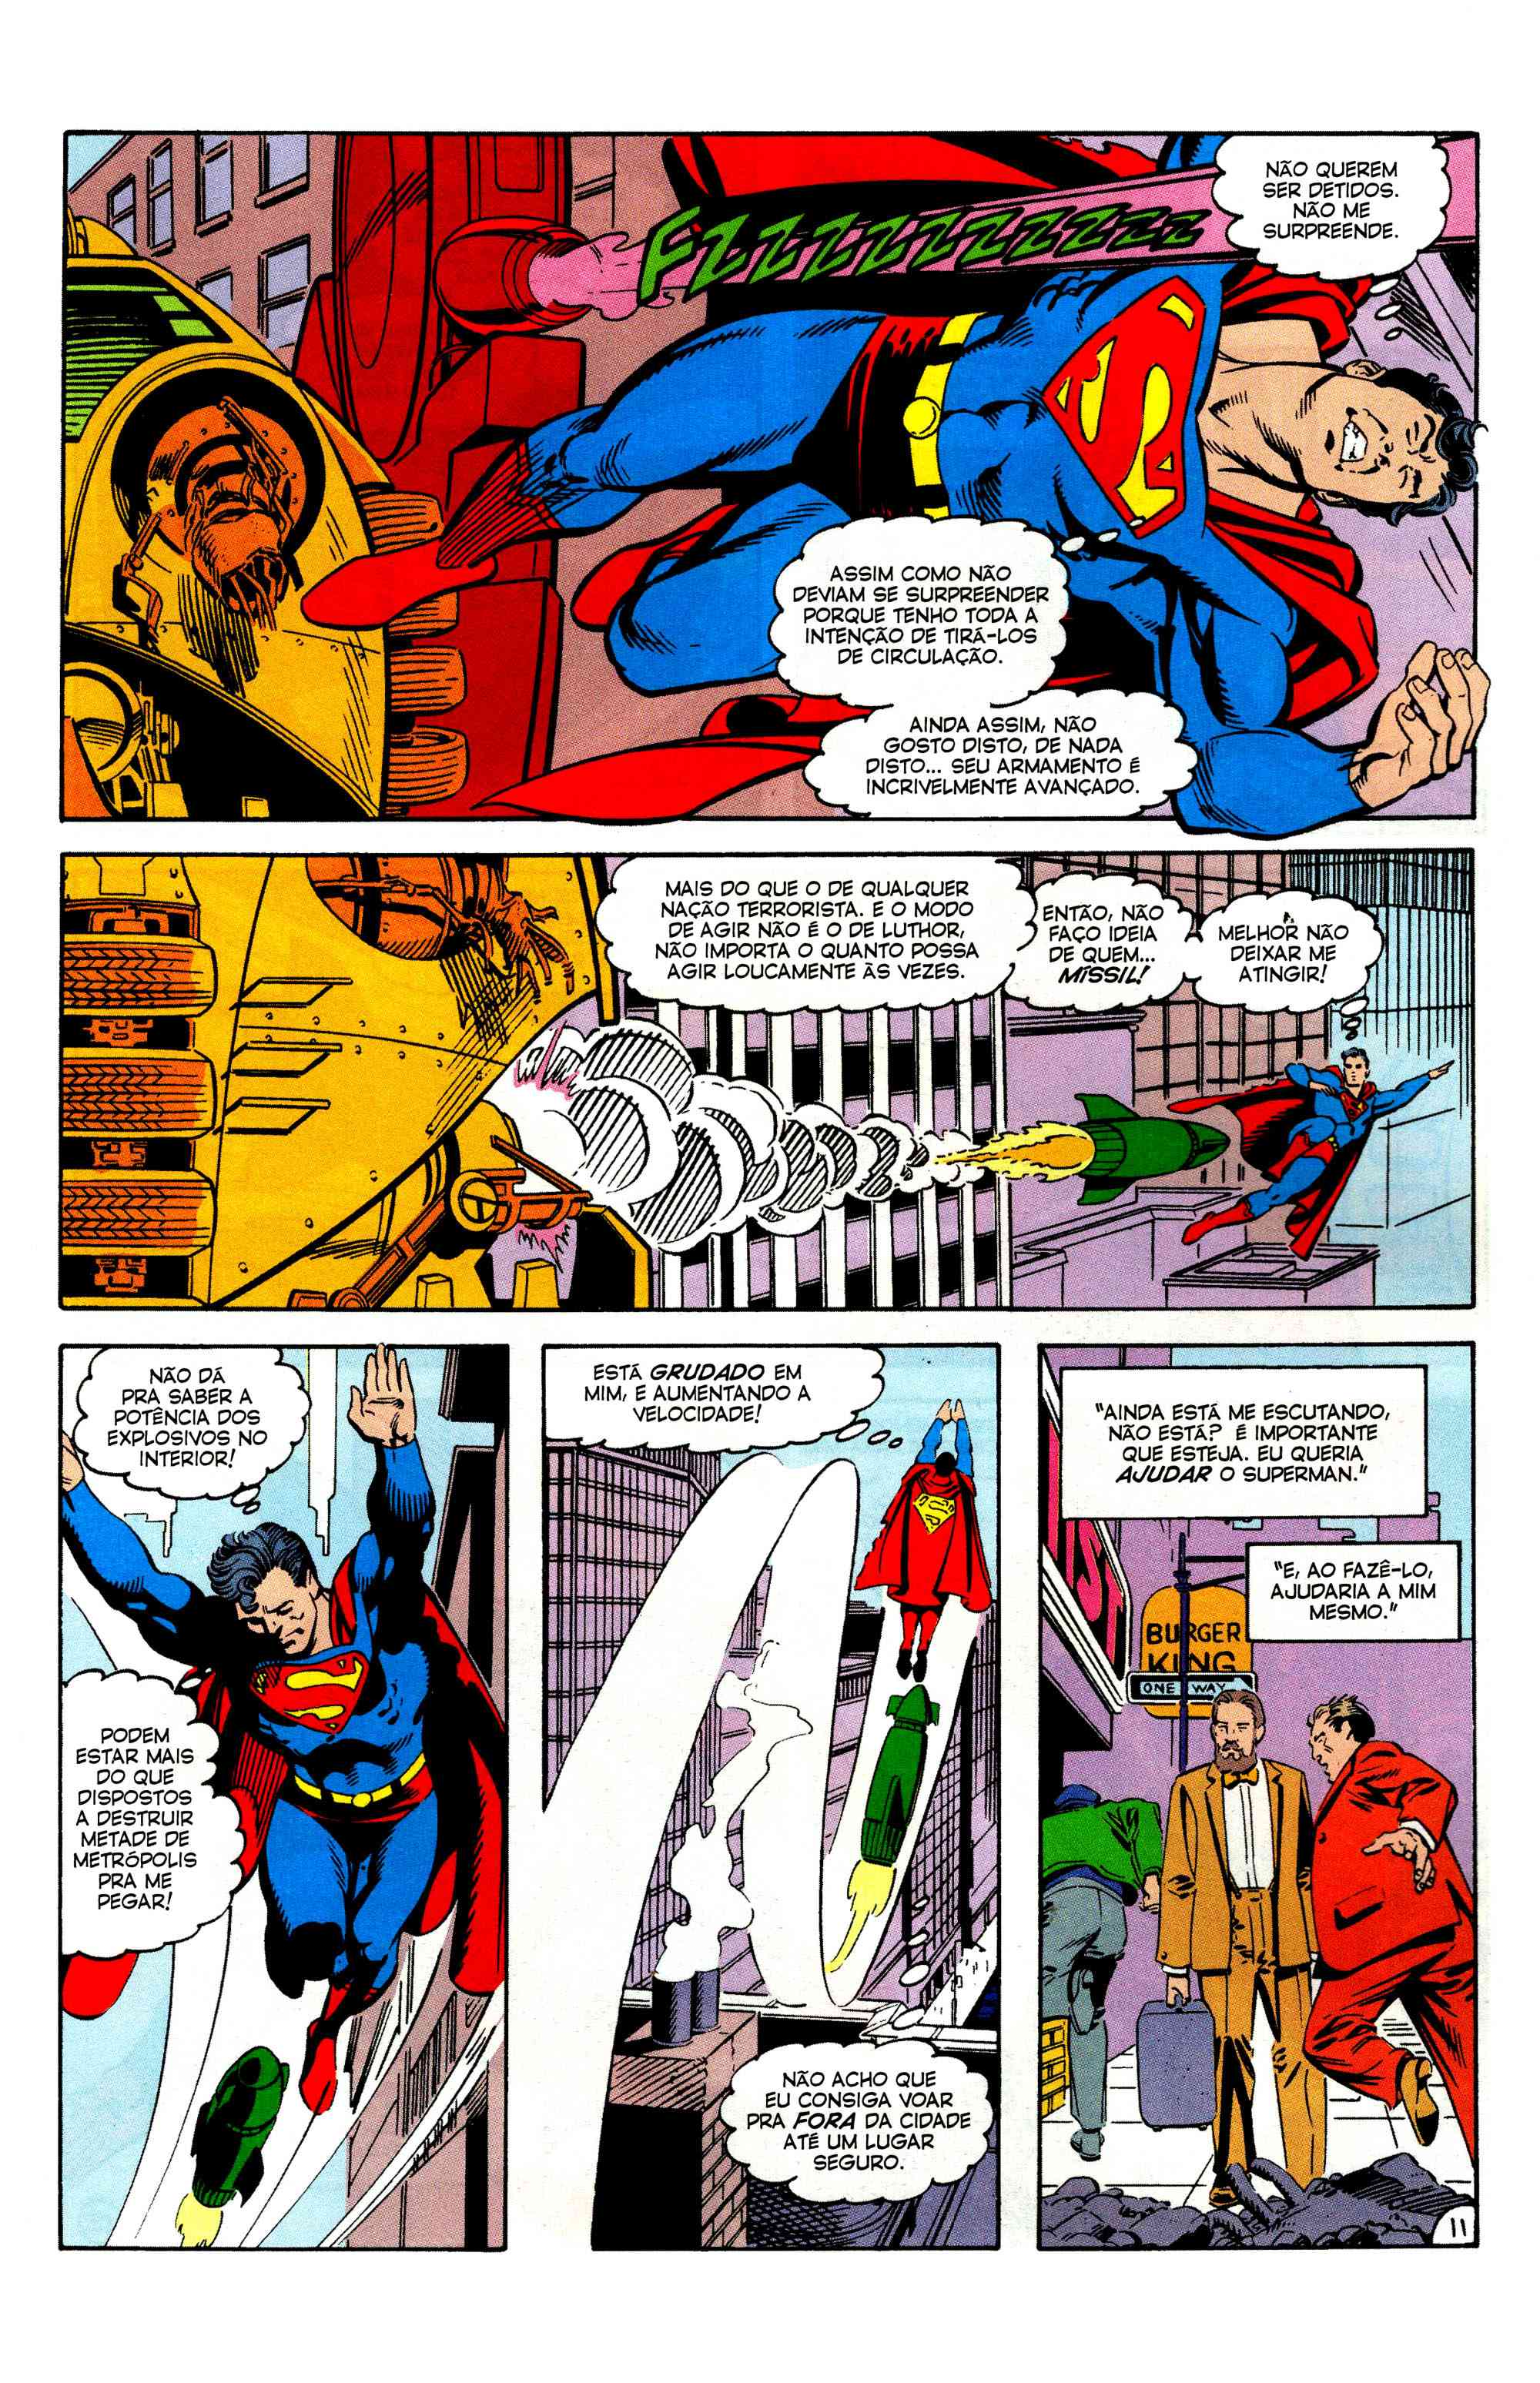 NÃO QUEREM
SER DETIDOS.
NÃO ME
SURPREENDE.
FZZZZZZZZZZZZ
ASSIM COMO NÃO
DEVIAM SE SURPREENDER
PORQUE TENHO TODA A
INTENÇÃO DE TIRÁ-LOS
DE CIRCULAÇÃO.
AINDA ASSIM, NÃO
GOSTO DISTO, DE NADA
DISTO... SEU ARMAMENTO É
INCRIVELMENTE AVANÇADO.
MAIS DO QUE O DE QUALQUER
NAÇÃO TERRORISTA. E O MODO
DE AGIR NÃO É O DE LUTHOR,
NÃO IMPORTA O QUANTO POSSA
AGIR LOUCAMENTE ÀS VEZES.
ENTÃO, NÃO
FAÇO IDEIA
DE QUEM...
MÍSSIL!
MELHOR NÃO
DEIXAR ME
ATINGIR!
NÃO DÁ
PRA SABER A
POTÊNCIA DOS
EXPLOSIVOS NO
INTERIOR!
PODEM
ESTAR MAIS
DO QUE
DISPOSTOS
A DESTRUIR
METADE DE
METRÓPOLIS
PRA ME
PEGAR!
ESTÁ GRUDADO EM
MIM, E AUMENTANDO A
VELOCIDADE!
NÃO ACHO QUE
EU CONSIGA VOAR
PRA FORA DA CIDADE
ATÉ UM LUGAR
SEGURO.
"AINDA ESTÁ ME ESCUTANDO,
NÃO ESTÁ? É IMPORTANTE
QUE ESTEJA. EU QUERIA
AJUDAR O SUPERMAN."
"E, AO FAZÊ-LO,
AJUDARIA A MIM
MESMO."
BURGER
KING
ONE WAY
11